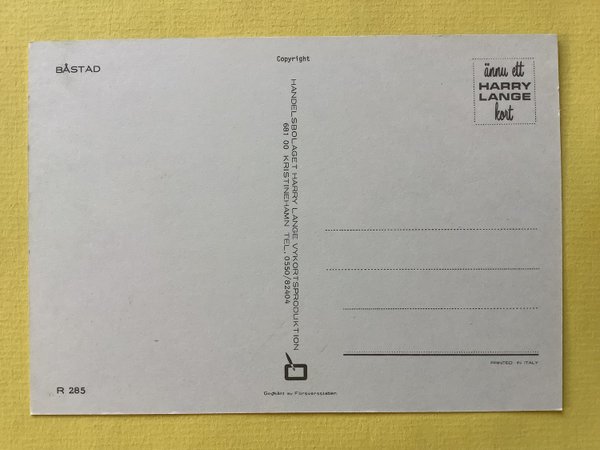 BÅSTAD
Copyright
ännu ett
HARRY
LANGE
kort
HANDELSBOLAGET HARRY LANGE VYKORTSPRODUKTION
681 00 KRISTINEHAMN TEL. 0550/82404
PRINTED IN ITALY
R 285
Godkänt av Försvarsstaben